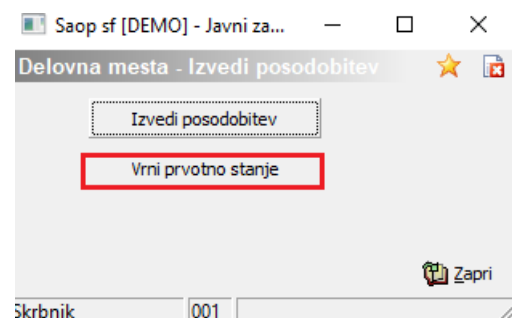 Saop sf [DEMO] - Javni za...
Delovna mesta - Izvedi posodobitev
Izvedi posodobitev
Vrni prvotno stanje
Zapri
Skrbnik 001